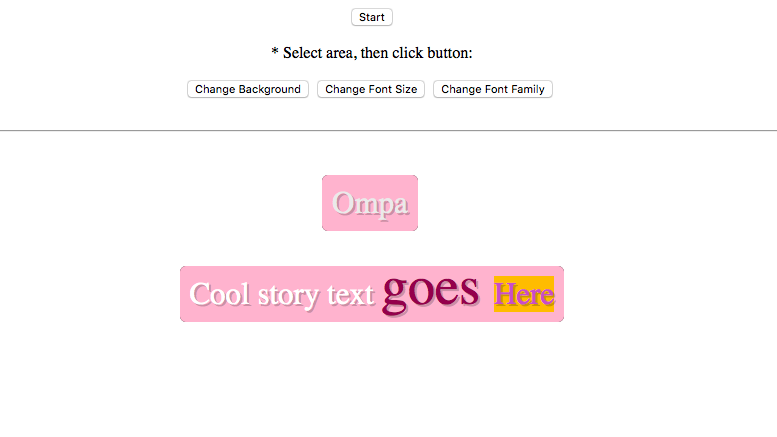 Start
* Select area, then click button:
Change Background Change Font Size Change Font Family
Ompa
Cool story text goes Here